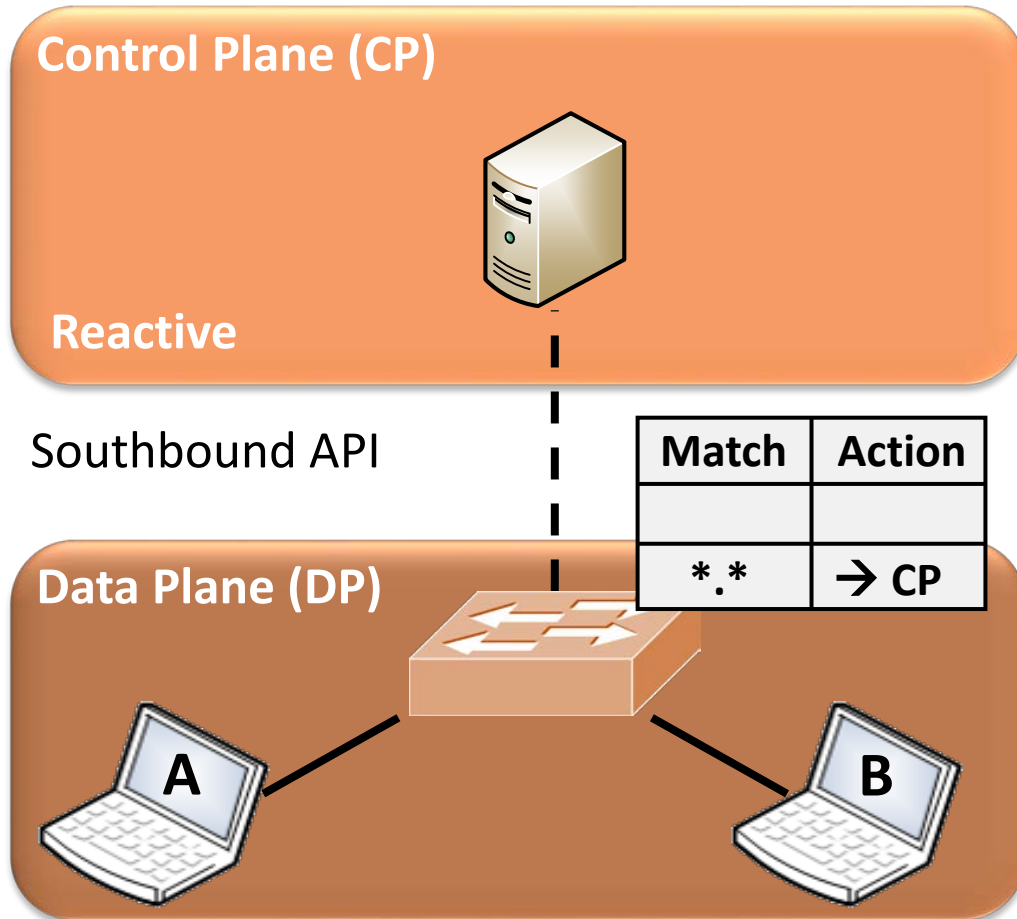 Control Plane (CP)
Reactive
Southbound API
Match Action
*.* → CP
Data Plane (DP)
A B